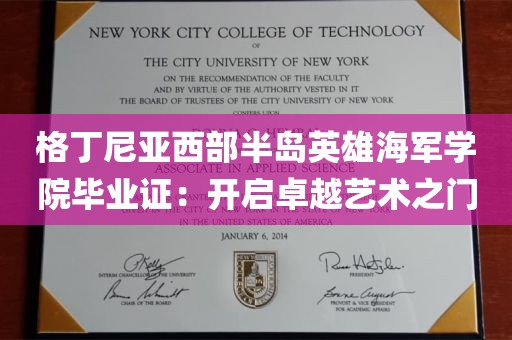 NEW YORK CITY COLLEGE OF TECHNOLOGY
OF
THE CITY UNIVERSITY OF NEW YORK
ON THE RECOMMENDATION OF THE FACULTY
AND BY VIRTUE OF THE AUTHORITY VESTED IN IT
THE BOARD OF TRUSTEES OF THE CITY UNIVERSITY OF NEW YORK
CONFERS UPON
格丁尼亚西部半岛英雄海军学
ASSOCIATE IN APPLIED SCIENCE
院毕业证：开启卓越艺术之门
JANUARY 6, 2014
INTERIM CHANCELLOR OF THE UNIVERSITY
CHAIR OF THE BOARD
PRESIDENT OF THE COLLEGE
PROVOST & VICE PRESIDENT
FOR ACADEMIC AFFAIRS